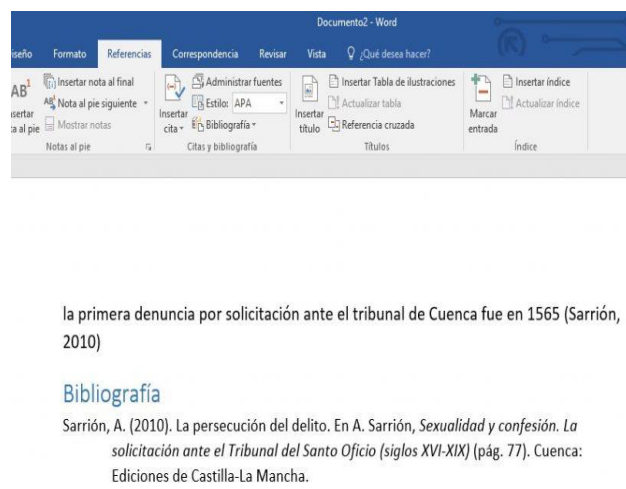 Documento2 - Word
Formato Referencias Correspondencia Revisar Vista ¿Qué desea hacer?
AB¹ Insertar nota al final
Nota al pie siguiente
Mostrar notas
Notas al pie
Insertar cita
Administrar fuentes
Estilo: APA
Bibliografía
Citas y bibliografía
Insertar título
Insertar Tabla de ilustraciones
Actualizar tabla
Referencia cruzada
Títulos
Marcar entrada
Insertar índice
Actualizar índice
Índice
la primera denuncia por solicitación ante el tribunal de Cuenca fue en 1565 (Sarrión,
2010)
Bibliografía
Sarrión, A. (2010). La persecución del delito. En A. Sarrión, Sexualidad y confesión. La
solicitación ante el Tribunal del Santo Oficio (siglos XVI-XIX) (pág. 77). Cuenca:
Ediciones de Castilla-La Mancha.